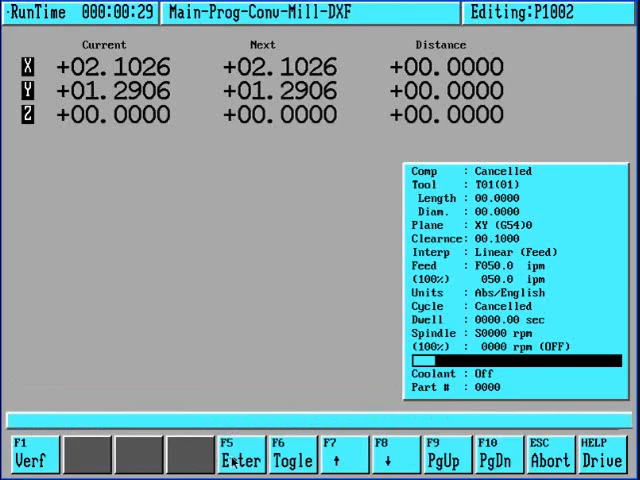 ·RunTime 000:00:29 Main-Prog-Conv-Mill-DXF Editing:P1002
Current Next Distance
X +02.1026 +02.1026 +00.0000
Y +01.2906 +01.2906 +00.0000
Z +00.0000 +00.0000 +00.0000
Comp : Cancelled
Tool : T01(01)
Length : 00.0000
Diam. : 00.0000
Plane : XY (G54)0
Clearnce: 00.1000
Interp : Linear (Feed)
Feed : F050.0 ipm
(100%) 050.0 ipm
Units : Abs/English
Cycle : Cancelled
Dwell : 0000.00 sec
Spindle : S0000 rpm
(100%) : 0000 rpm (OFF)
Coolant : Off
Part # : 0000
F1 F5 F6 F7 F8 F9 F10 ESC HELP
Verf Enter Togle ↑ ↓ PgUp PgDn Abort Drive